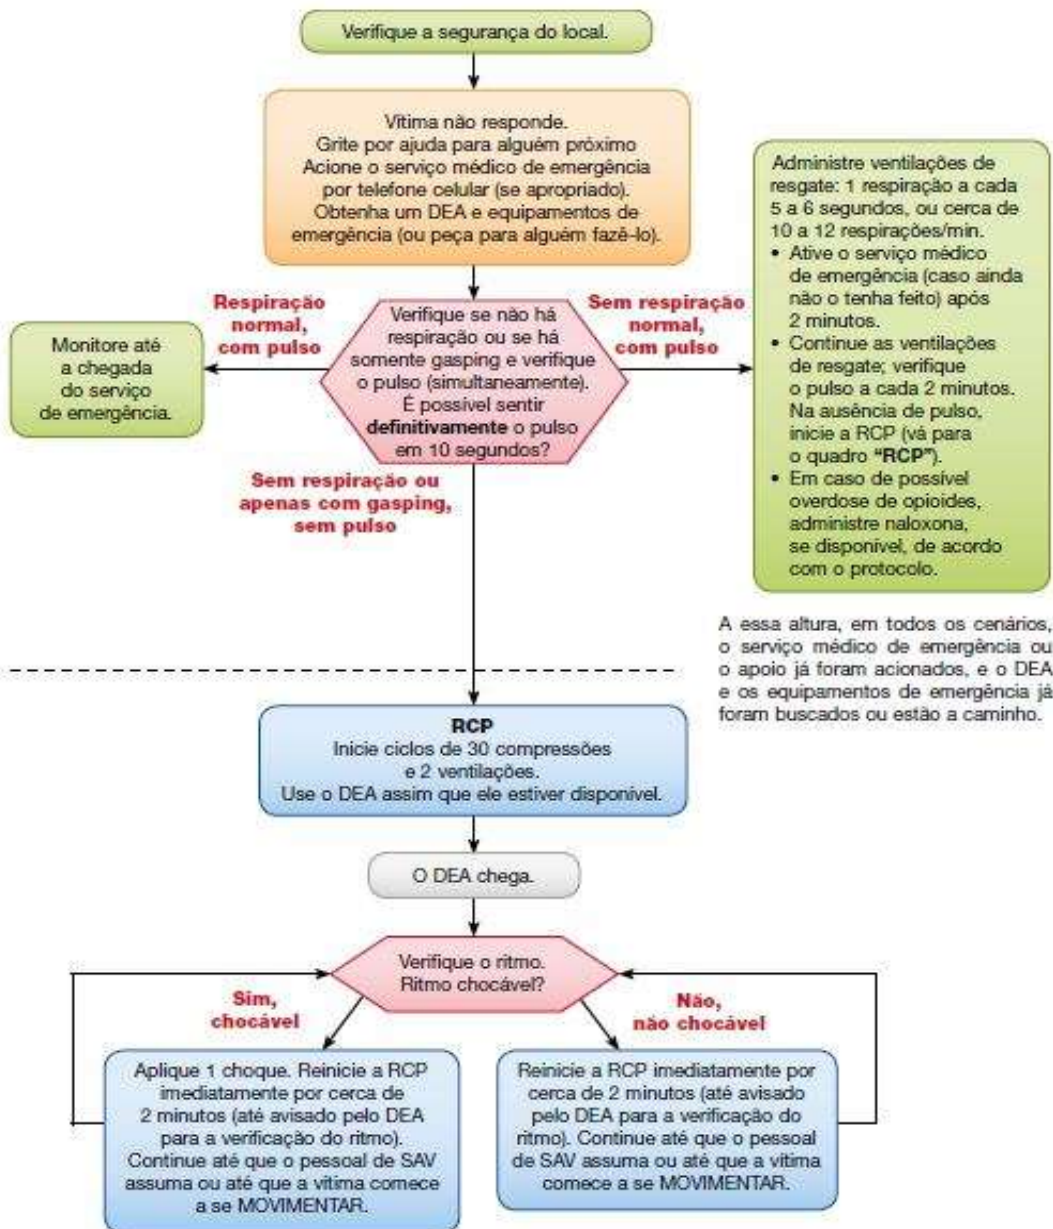 Verifique a segurança do local.
Vítima não responde.
Grite por ajuda para alguém próximo
Acione o serviço médico de emergência
por telefone celular (se apropriado).
Obtenha um DEA e equipamentos de
emergência (ou peça para alguém fazê-lo).
Respiração
normal,
com pulso
Monitore até
a chegada
do serviço
de emergência.
Verifique se não há
respiração ou se há
somente gasping e verifique
o pulso (simultaneamente).
É possível sentir
definitivamente o pulso
em 10 segundos?
Sem respiração
normal,
com pulso
Administre ventilações de
resgate: 1 respiração a cada
5 a 6 segundos, ou cerca de
10 a 12 respirações/min.
• Ative o serviço médico
de emergência (caso ainda
não o tenha feito) após
2 minutos.
• Continue as ventilações
de resgate; verifique
o pulso a cada 2 minutos.
Na ausência de pulso,
inicie a RCP (vá para
o quadro “RCP”).
• Em caso de possível
overdose de opioides,
administre naloxona,
se disponível, de acordo
com o protocolo.
Sem respiração ou
apenas com gasping,
sem pulso
A essa altura, em todos os cenários,
o serviço médico de emergência ou
o apoio já foram acionados, e o DEA
e os equipamentos de emergência já
foram buscados ou estão a caminho.
RCP
Inicie ciclos de 30 compressões
e 2 ventilações.
Use o DEA assim que ele estiver disponível.
O DEA chega.
Verifique o ritmo.
Ritmo chocável?
Sim,
chocável
Não,
não chocável
Aplique 1 choque. Reinicie a RCP
imediatamente por cerca de
2 minutos (até avisado pelo DEA
para a verificação do ritmo).
Continue até que o pessoal de SAV
assuma ou até que a vítima comece
a se MOVIMENTAR.
Reinicie a RCP imediatamente por
cerca de 2 minutos (até avisado
pelo DEA para a verificação do
ritmo). Continue até que o pessoal
de SAV assuma ou até que a vítima
comece a se MOVIMENTAR.